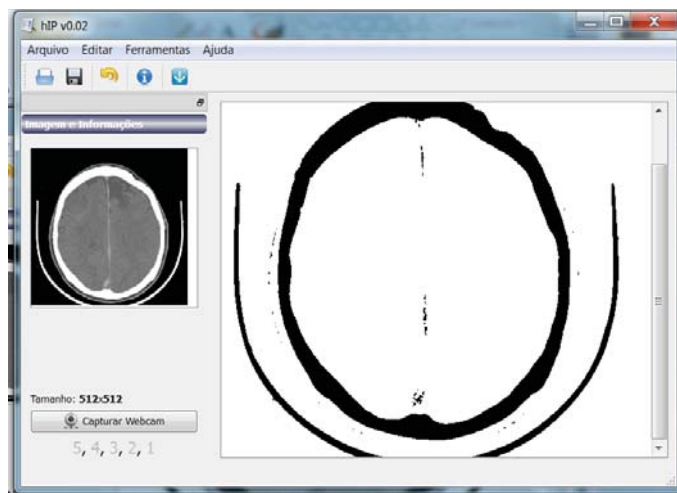 hIP v0.02
Arquivo Editar Ferramentas Ajuda
Imagem e Informações
Tamanho: 512x512
Capturar Webcam
5, 4, 3, 2, 1